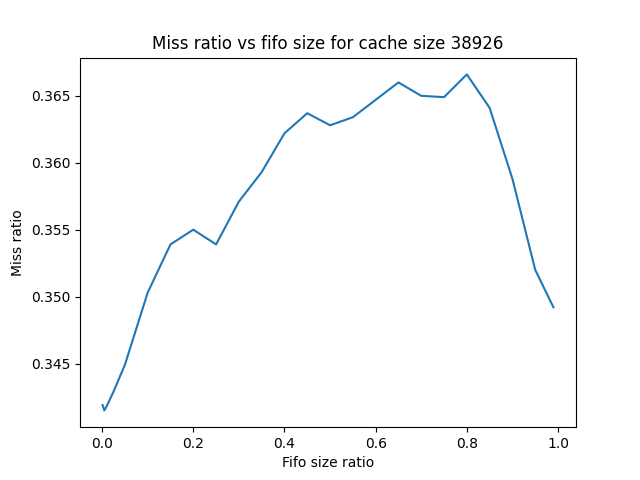 Miss ratio vs fifo size for cache size 38926
0.365
0.360
0.355
0.350
0.345
Miss ratio
0.0 0.2 0.4 0.6 0.8 1.0
Fifo size ratio